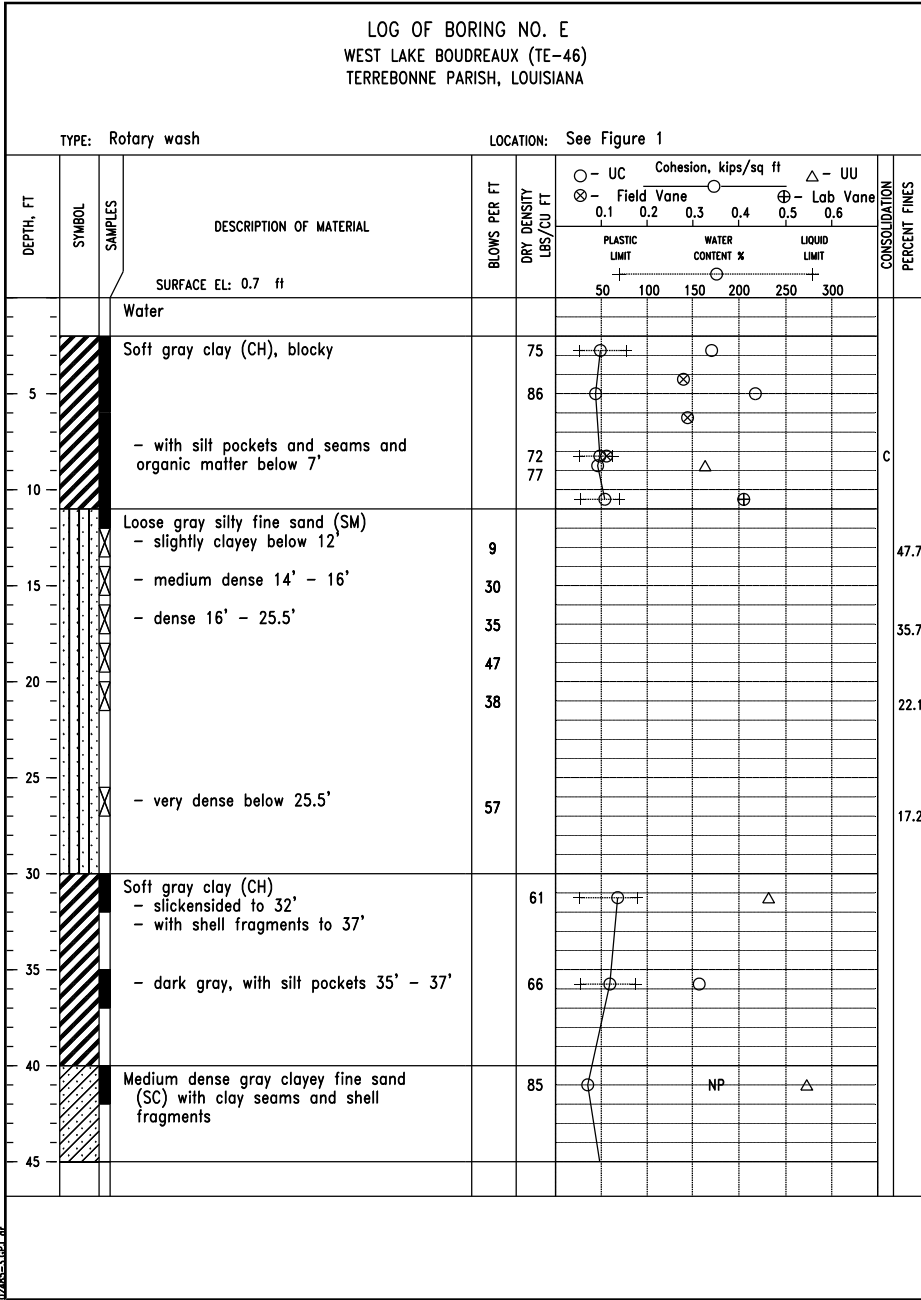 LOG OF BORING NO. E
WEST LAKE BOUDREAUX (TE-46)
TERREBONNE PARISH, LOUISIANA
TYPE: Rotary wash
LOCATION: See Figure 1
DEPTH, FT
SYMBOL
SAMPLES
DESCRIPTION OF MATERIAL
SURFACE EL: 0.7 ft
BLOWS PER FT
DRY DENSITY
LBS/CU FT
- UC
Cohesion, kips/sq ft
- UU
- Field Vane
- Lab Vane
0.1 0.2 0.3 0.4 0.5 0.6
PLASTIC WATER LIQUID
LIMIT CONTENT % LIMIT
50 100 150 200 250 300
CONSOLIDATION
PERCENT FINES
Water
Soft gray clay (CH), blocky
75
5
86
- with silt pockets and seams and
organic matter below 7'
72
C
77
10
Loose gray silty fine sand (SM)
- slightly clayey below 12'
9
47.7
- medium dense 14' - 16'
15
30
- dense 16' - 25.5'
35
35.7
47
20
38
22.1
25
- very dense below 25.5'
57
17.2
30
Soft gray clay (CH)
- slickensided to 32'
61
- with shell fragments to 37'
35
- dark gray, with silt pockets 35' - 37'
66
40
Medium dense gray clayey fine sand
85
NP
(SC) with clay seams and shell
fragments
45